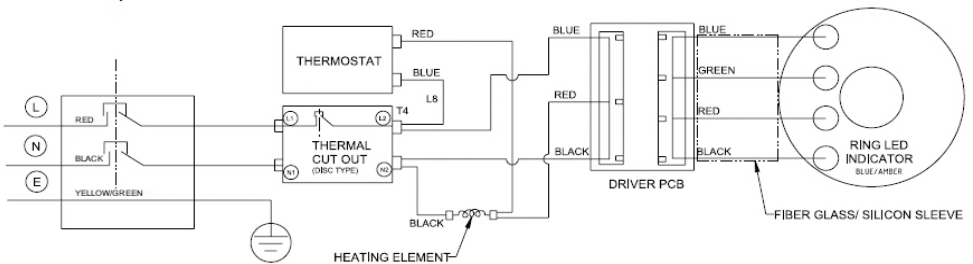 L
N
E
RED
BLACK
YELLOW/GREEN
THERMOSTAT
RED
BLUE
L8
T4
L1
L2
THERMAL
CUT OUT
(DISC TYPE)
N1
N2
BLACK
HEATING ELEMENT
BLUE
RED
BLACK
DRIVER PCB
BLUE
GREEN
RED
BLACK
RING LED
INDICATOR
BLUE/AMBER
FIBER GLASS/ SILICON SLEEVE